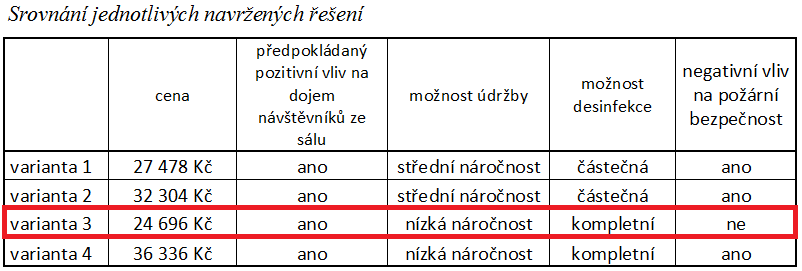 Srovnání jednotlivých navržených řešení
cena
předpokládaný
pozitivní vliv na
dojem
návštěvníků ze
sálu
možnost údržby
možnost
desinfekce
negativní vliv
na požární
bezpečnost
varianta 1 27 478 Kč ano střední náročnost částečná ano
varianta 2 32 304 Kč ano střední náročnost částečná ano
varianta 3 24 696 Kč ano nízká náročnost kompletní ne
varianta 4 36 336 Kč ano nízká náročnost kompletní ano